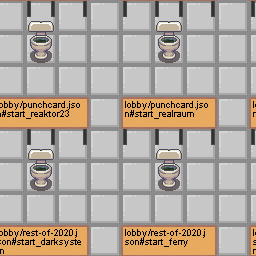 lobby/punchcard.jso
n#start_reaktor23
lobby/punchcard.jso
n#start_realraum
lobby/rest-of-2020.j
son#start_darksyste
m
lobby/rest-of-2020.j
son#start_ferry